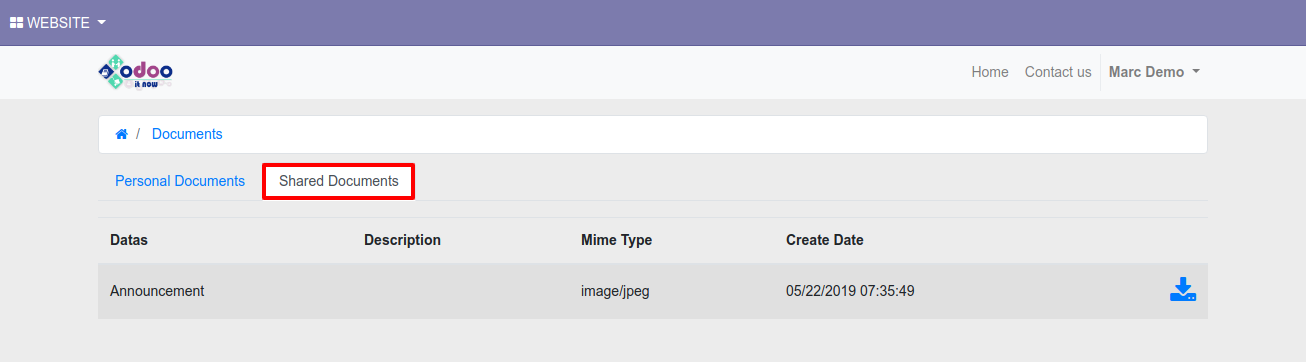 WEBSITE
odoo
it now
Home Contact us Marc Demo
/ Documents
Personal Documents Shared Documents
Datas Description Mime Type Create Date
Announcement image/jpeg 05/22/2019 07:35:49